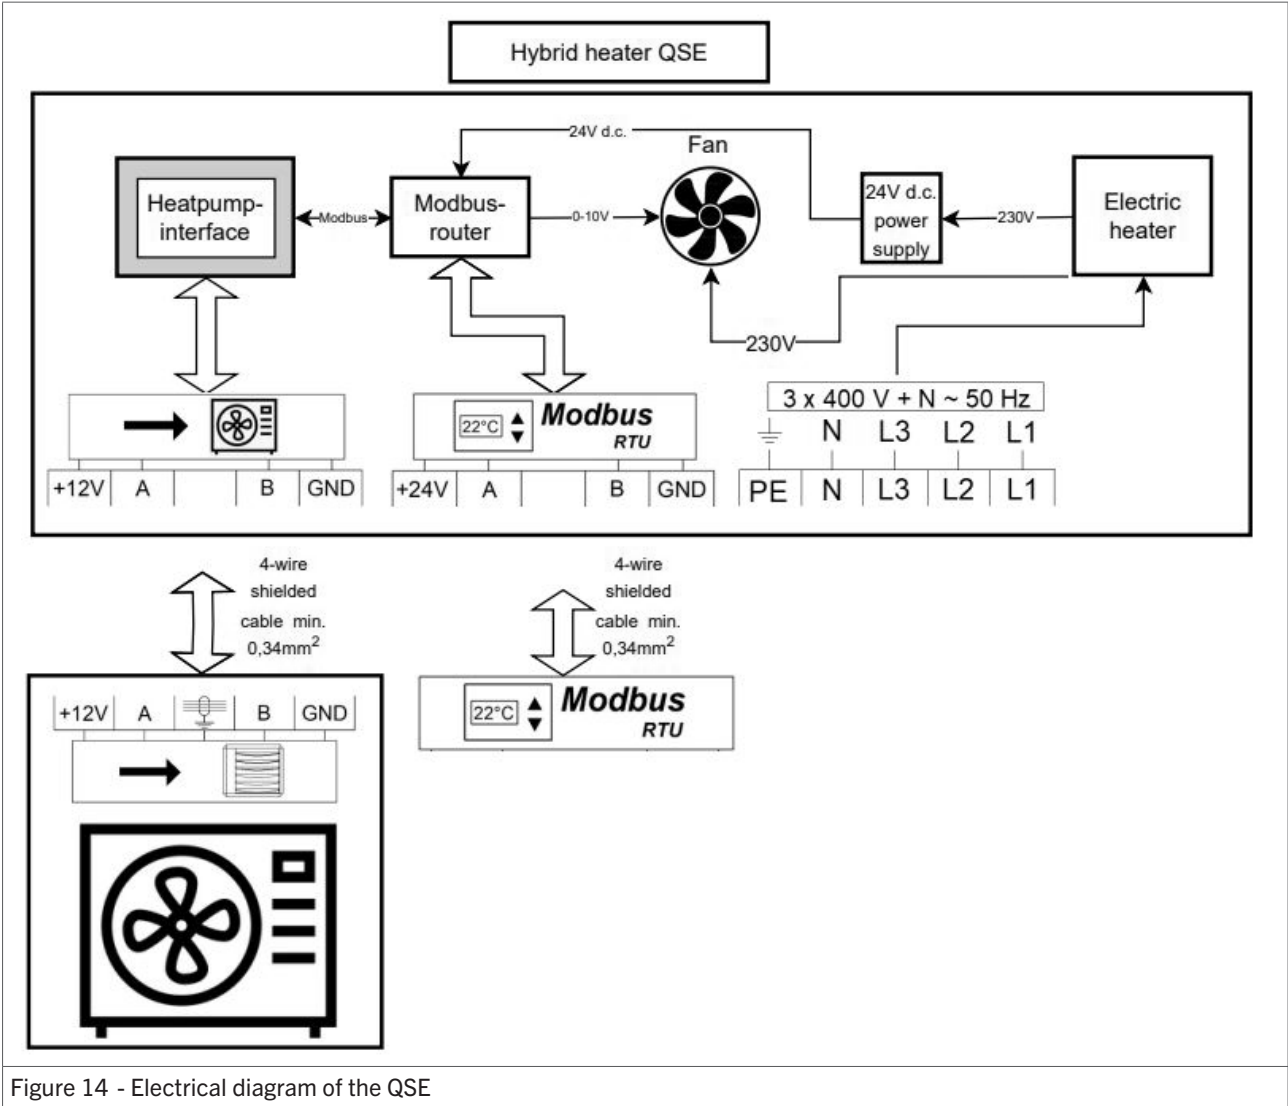 Hybrid heater QSE
24V d.c.
Fan
Heatpump-
interface
Modbus
Modbus-
router
0-10V
24V d.c.
power
supply
230V
Electric
heater
230V
3 x 400 V + N ~ 50 Hz
N L3 L2 L1
22°C
Modbus
RTU
+12V A B GND
+24V A B GND
PE N L3 L2 L1
4-wire
shielded
cable min.
0,34mm²
4-wire
shielded
cable min.
0,34mm²
+12V A B GND
22°C
Modbus
RTU
Figure 14 - Electrical diagram of the QSE